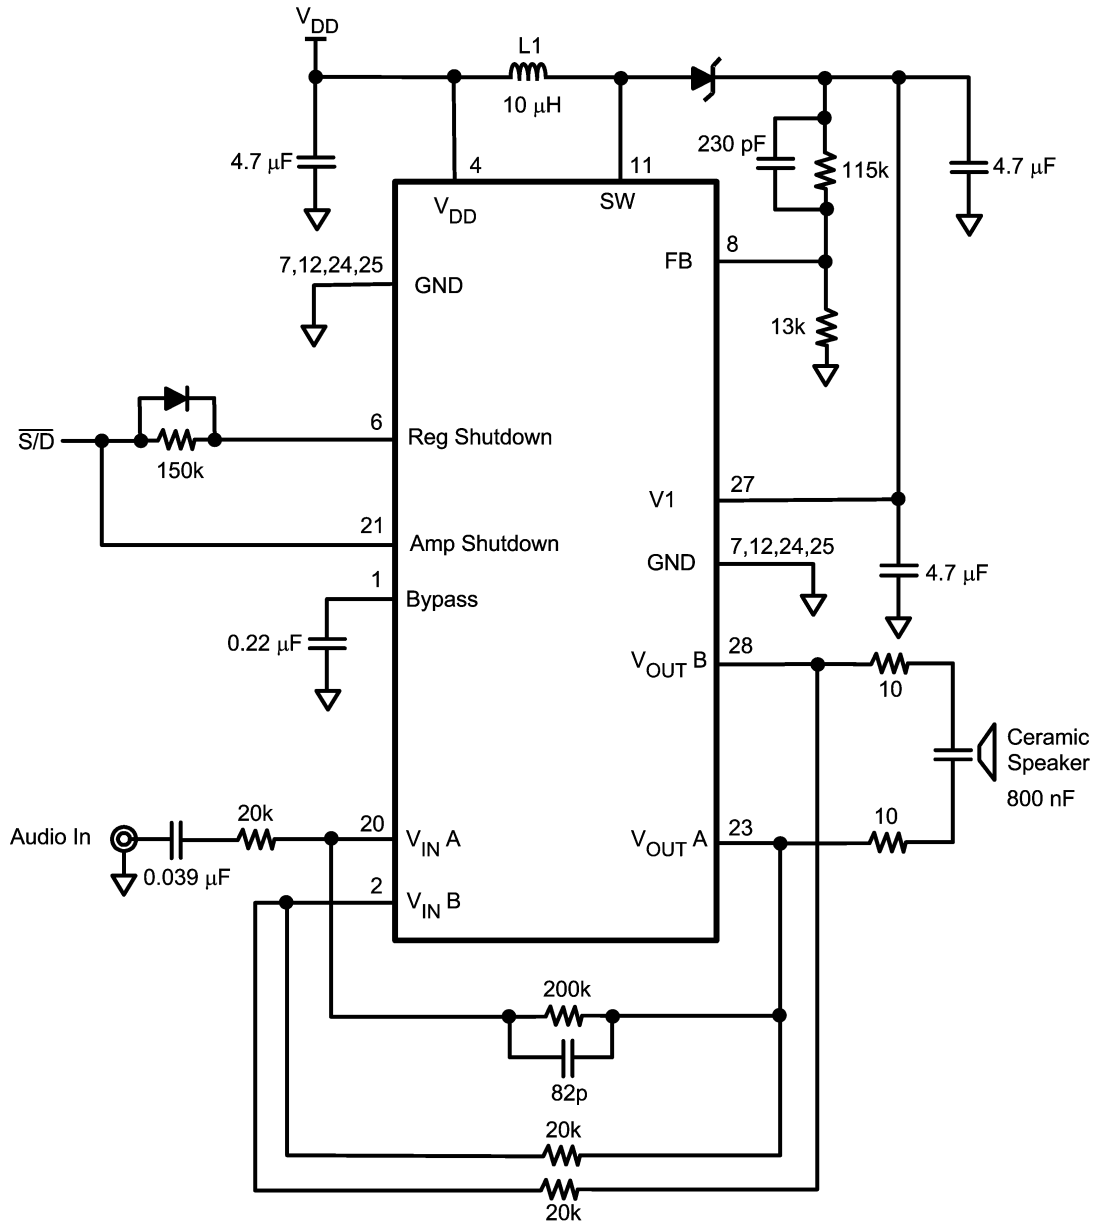 VDD
L1
10 µH
4.7 µF
4
11
230 pF
115k
4.7 µF
VDD
SW
7,12,24,25
GND
FB
8
13k
S/D
150k
6
Reg Shutdown
V1
27
21
Amp Shutdown
GND
7,12,24,25
1
Bypass
4.7 µF
0.22 µF
VOUT B
28
10
Ceramic
Speaker
800 nF
Audio In
0.039 µF
20k
20
VIN A
VOUT A
23
10
2
VIN B
200k
82p
20k
20k